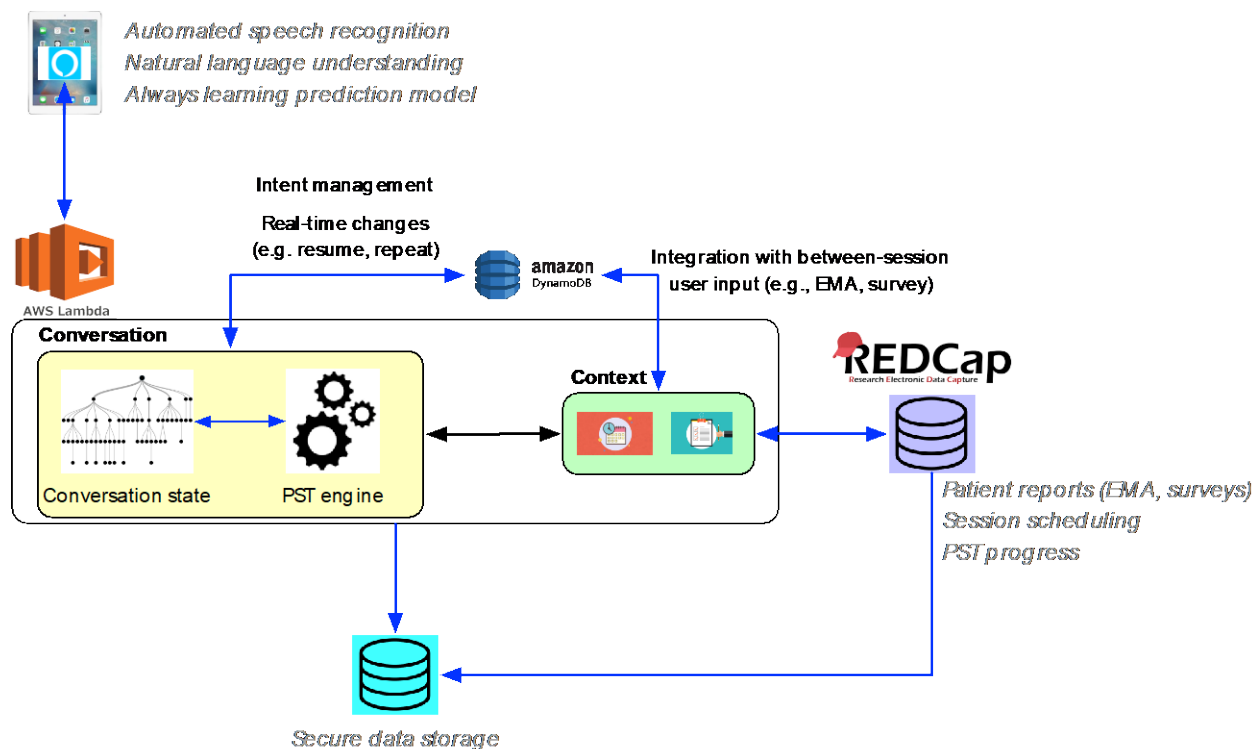 Automated speech recognition
Natural language understanding
Always learning prediction model
Intent management
Real-time changes
(e.g. resume, repeat)
amazon
DynamoDB
Integration with between-session
user input (e.g., EMA, survey)
AWS Lambda
Conversation
Conversation state
PST engine
Context
REDCap
Research Electronic Data Capture
Patient reports (EMA, surveys)
Session scheduling
PST progress
Secure data storage